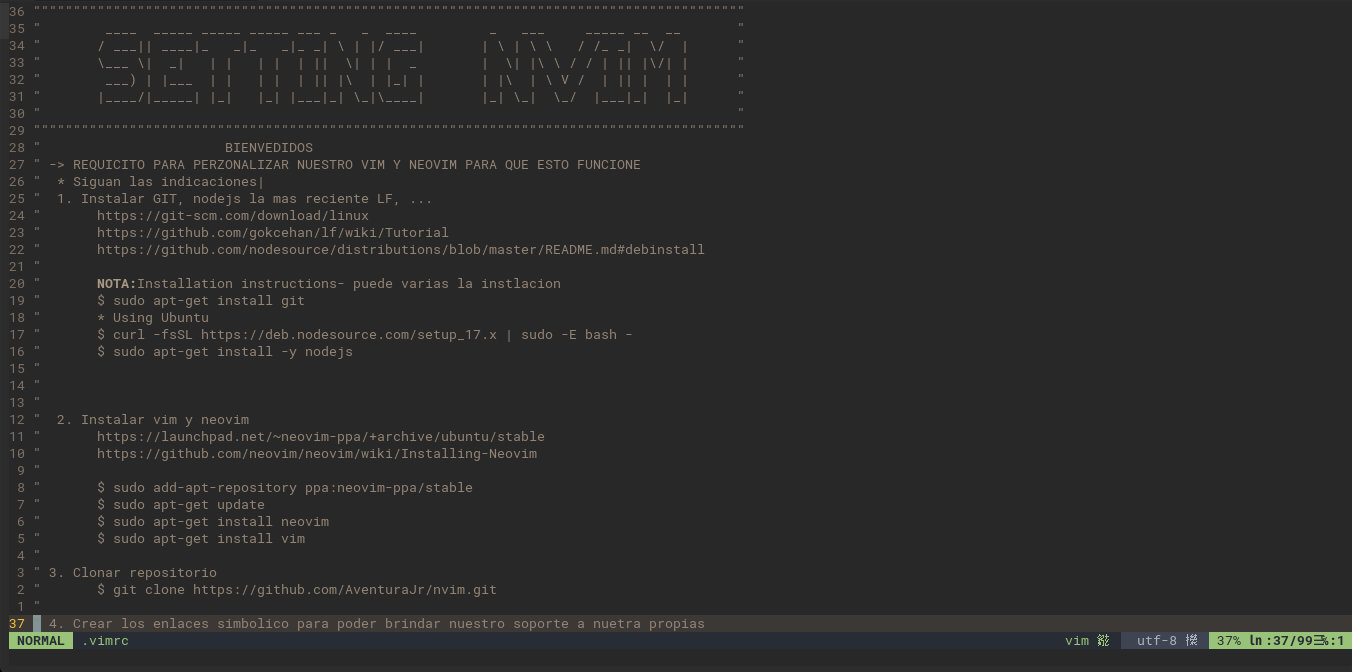 36 """"""""""""""""""""""""""""""""""""""""""""""""""""""""""""""""""""""""""""""""""""""""
35 "        ____  _____ _____ _____ ___ _   _  ____         _   ___     _____ __  __       "
34 "       / ___|| ____|_   _|_   _|_ _| \ | |/ ___|       | \ | \ \   / /_ _|  \/  |      "
33 "       \___ \|  _|   | |   | |  | ||  \| | |  _        |  \| |\ \ / / | || |\/| |      "
32 "        ___) | |___  | |   | |  | || |\  | |_| |       | |\  | \ V /  | || |  | |      "
31 "       |____/|_____| |_|   |_| |___|_| \_|\____|       |_| \_|  \_/  |___|_|  |_|      "
30 "                                                                                       "
29 """"""""""""""""""""""""""""""""""""""""""""""""""""""""""""""""""""""""""""""""""""""""
28 "                       BIENVEDIDOS
27 " -> REQUICITO PARA PERZONALIZAR NUESTRO VIM Y NEOVIM PARA QUE ESTO FUNCIONE
26 "  * Siguan las indicaciones|
25 "  1. Instalar GIT, nodejs la mas reciente LF, ...
24 "       https://git-scm.com/download/linux
23 "       https://github.com/gokcehan/lf/wiki/Tutorial
22 "       https://github.com/nodesource/distributions/blob/master/README.md#debinstall
21 "
20 "       NOTA:Installation instructions- puede varias la instlacion
19 "       $ sudo apt-get install git
18 "       * Using Ubuntu
17 "       $ curl -fsSL https://deb.nodesource.com/setup_17.x | sudo -E bash -
16 "       $ sudo apt-get install -y nodejs
15 "
14 "
13 "
12 "  2. Instalar vim y neovim
11 "       https://launchpad.net/~neovim-ppa/+archive/ubuntu/stable
10 "       https://github.com/neovim/neovim/wiki/Installing-Neovim
9 "
8 "       $ sudo add-apt-repository ppa:neovim-ppa/stable
7 "       $ sudo apt-get update
6 "       $ sudo apt-get install neovim
5 "       $ sudo apt-get install vim
4 "
3 " 3. Clonar repositorio
2 "       $ git clone https://github.com/AventuraJr/nvim.git
1 "
37   4. Crear los enlaces simbolico para poder brindar nuestro soporte a nuetra propias
NORMAL .vimrc vim utf-8 37% ln :37/99 :1